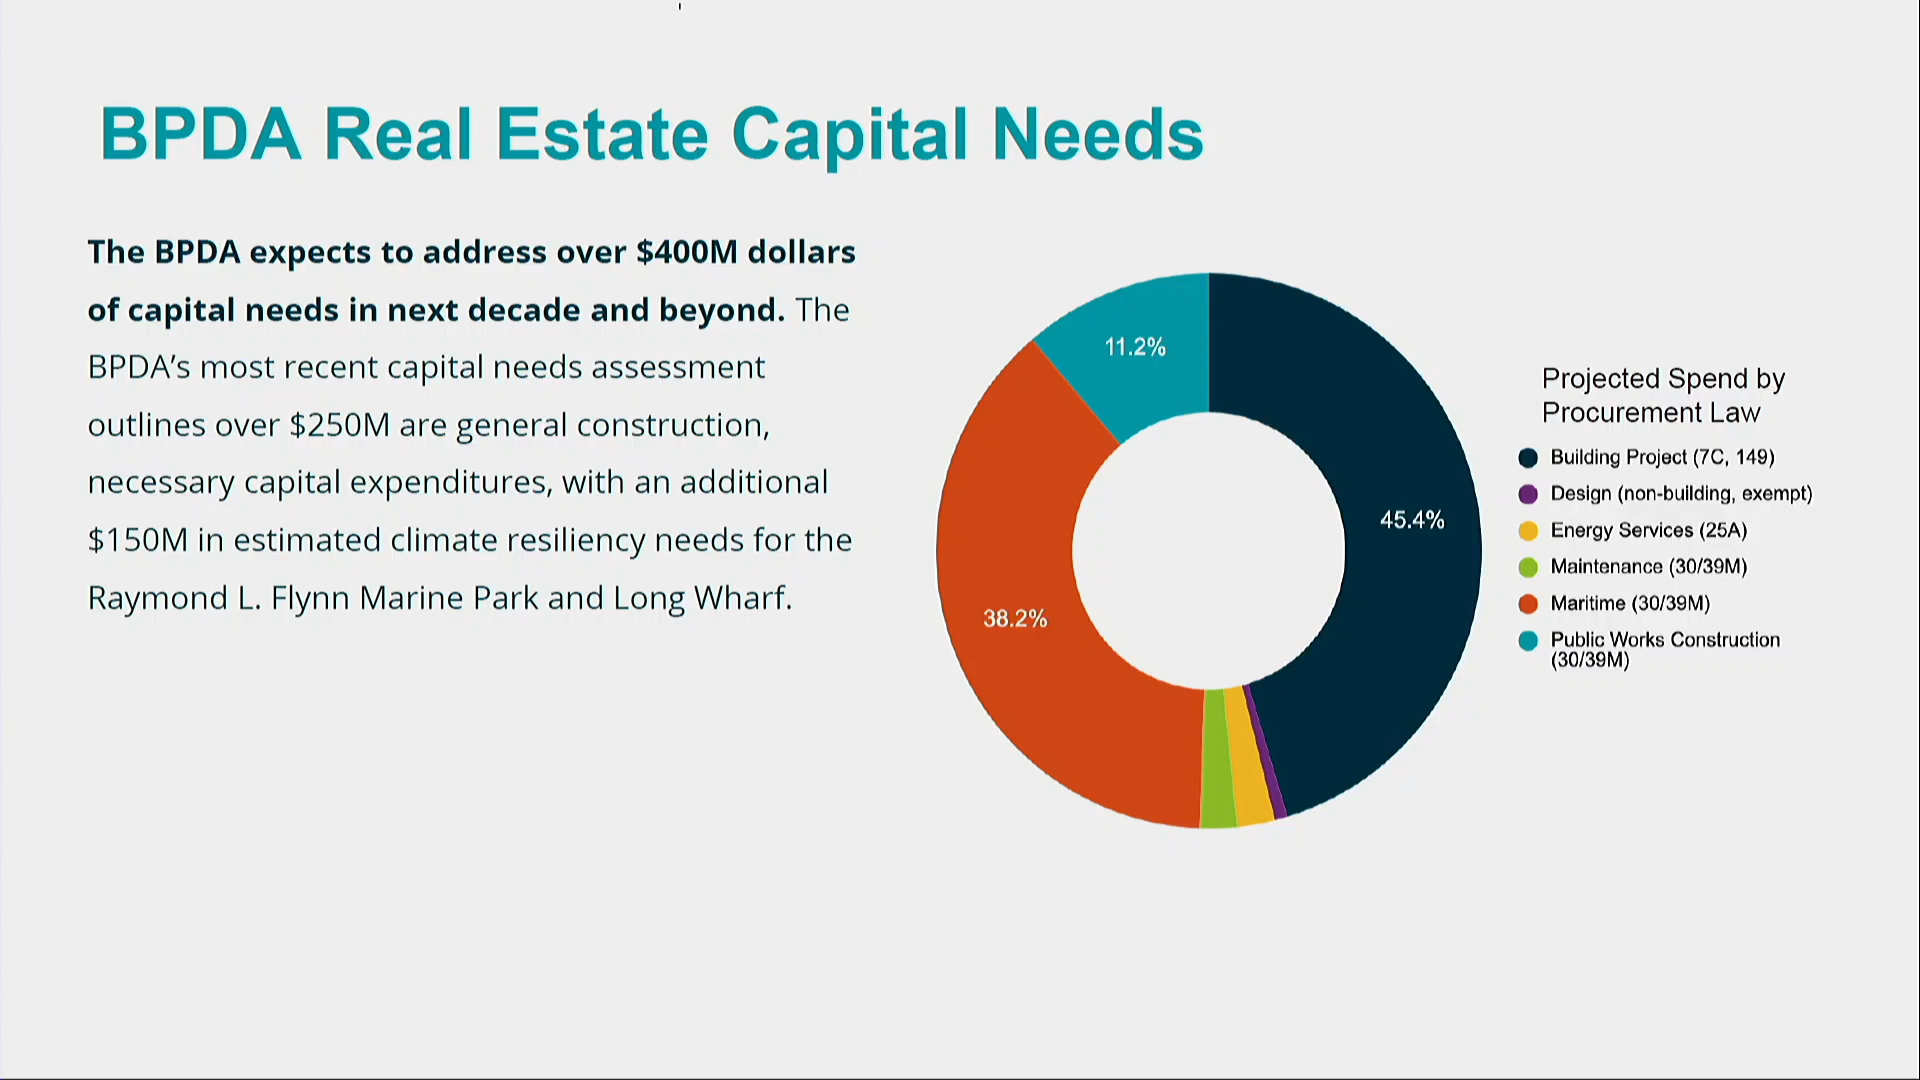 BPDA Real Estate Capital Needs
The BPDA expects to address over $400M dollars
of capital needs in next decade and beyond. The
BPDA’s most recent capital needs assessment
outlines over $250M are general construction,
necessary capital expenditures, with an additional
$150M in estimated climate resiliency needs for the
Raymond L. Flynn Marine Park and Long Wharf.
11.2%
45.4%
38.2%
Projected Spend by
Procurement Law
Building Project (7C, 149)
Design (non-building, exempt)
Energy Services (25A)
Maintenance (30/39M)
Maritime (30/39M)
Public Works Construction
(30/39M)